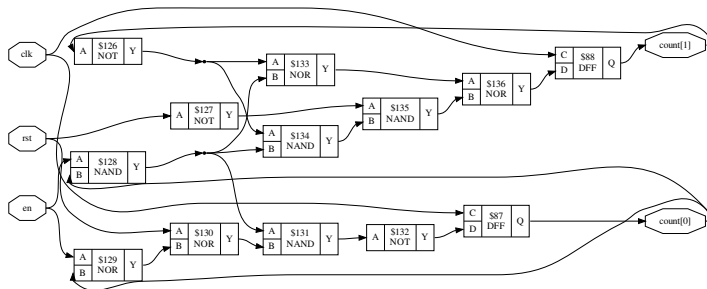 clk
rst
en
A $126 NOT Y
A B $133 NOR Y
C D $88 DFF Q
count[1]
A B $136 NOR Y
A $127 NOT Y
A B $135 NAND Y
A B $134 NAND Y
A B $128 NAND Y
C D $87 DFF Q
count[0]
A B $130 NOR Y
A B $131 NAND Y
A $132 NOT Y
A B $129 NOR Y